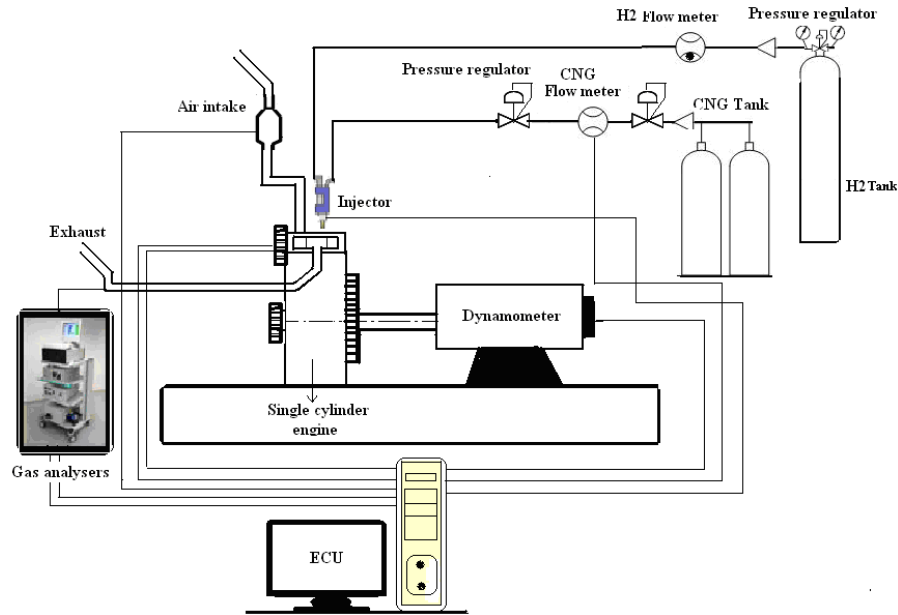 H2 Flow meter
Pressure regulator
Pressure regulator
CNG
Flow meter
CNG Tank
Air intake
H2 Tank
Injector
Exhaust
Dynamometer
Single cylinder
engine
Gas analysers
ECU